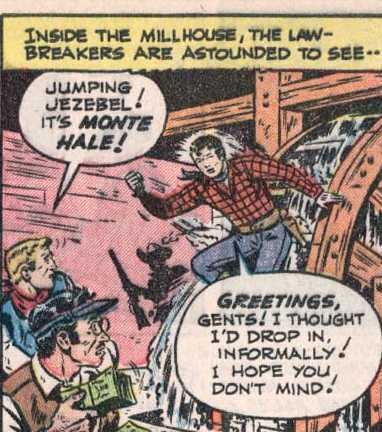 INSIDE THE MILLHOUSE, THE LAW-
BREAKERS ARE ASTOUNDED TO SEE--
JUMPING
JEZEBEL!
IT'S MONTE
HALE!
GREETINGS,
GENTS! I THOUGHT
I'D DROP IN,
INFORMALLY!
I HOPE YOU
DON'T MIND!